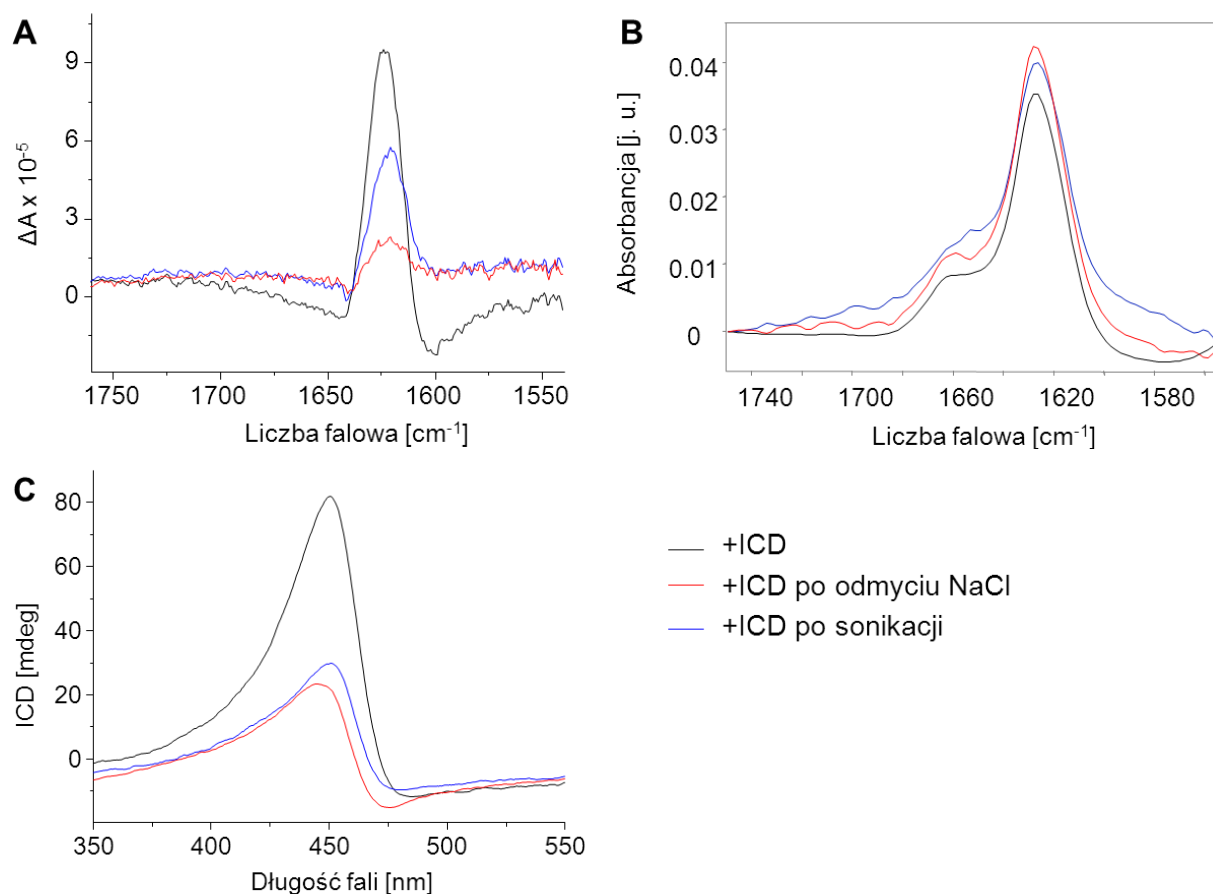 A
ΔA x 10⁻⁵
9
6
3
0
1750 1700 1650 1600 1550
Liczba falowa [cm⁻¹]
B
Absorbancja [j. u.]
0.04
0.03
0.02
0.01
0
1740 1700 1660 1620 1580
Liczba falowa [cm⁻¹]
C
ICD [mdeg]
80
60
40
20
0
350 400 450 500 550
Długość fali [nm]
+ICD
+ICD po odmyciu NaCl
+ICD po sonikacji